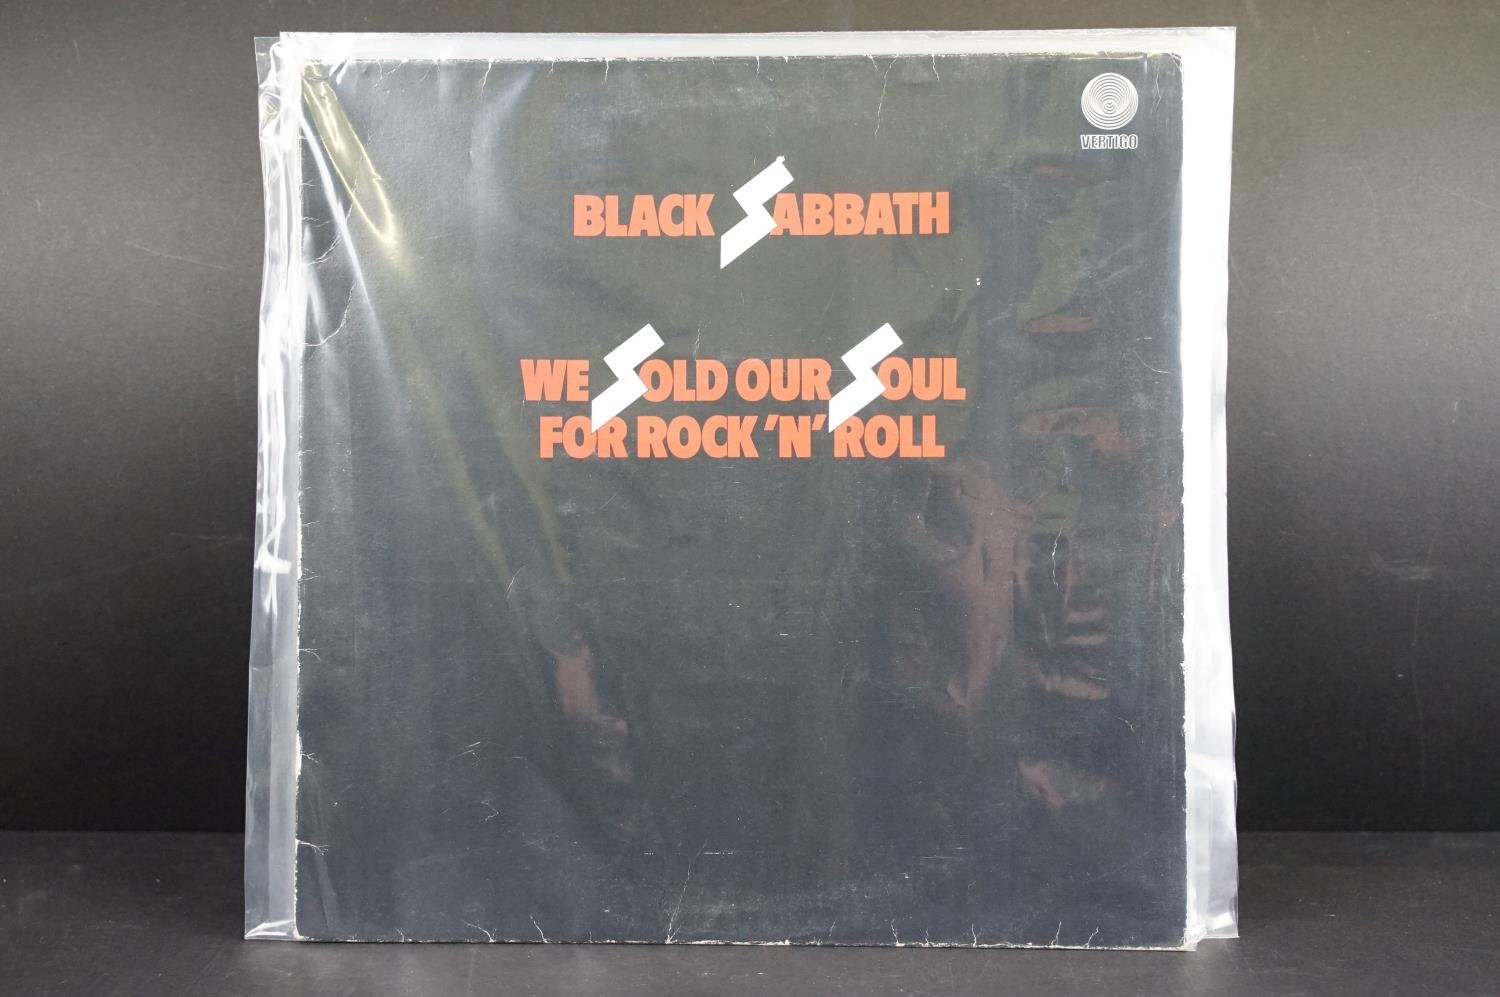 VERTIGO
BLACK SABBATH
WE SOLD OUR SOUL
FOR ROCK 'N' ROLL